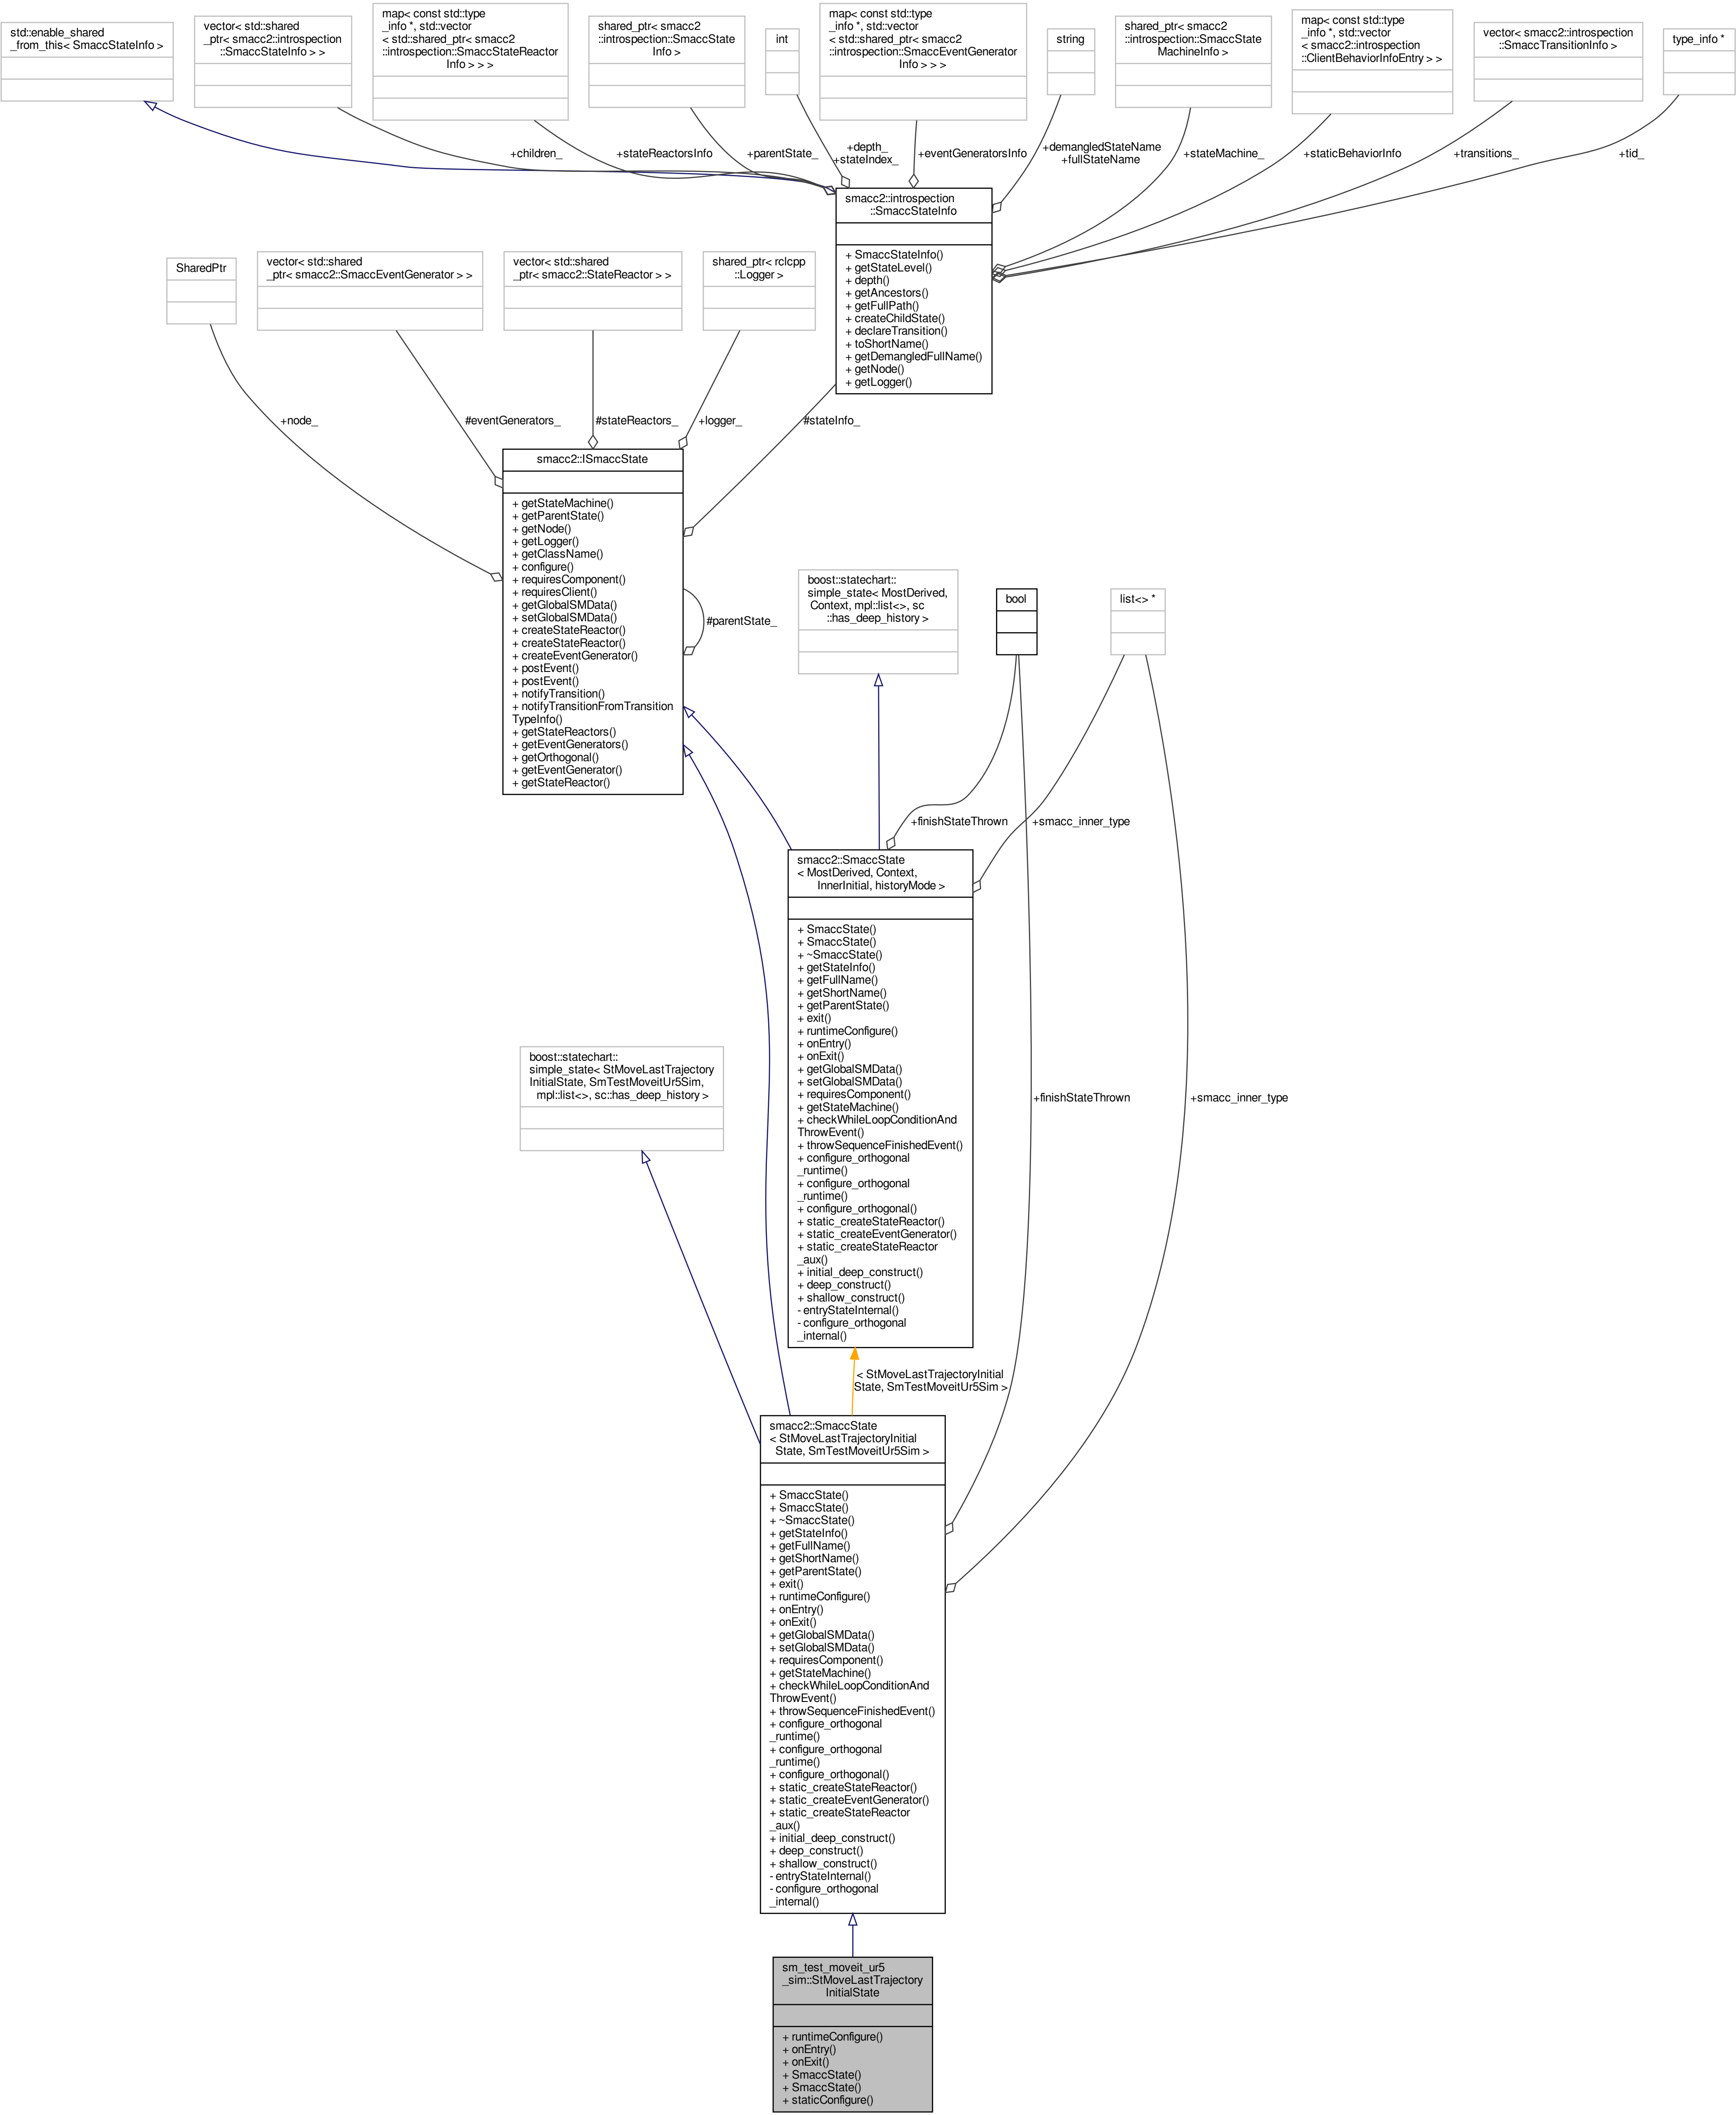 std::enable_shared
_from_this< SmaccStateInfo >
vector< std::shared
_ptr< smacc2::introspection
::SmaccStateInfo > >
map< const std::type
_info *, std::vector
< std::shared_ptr< smacc2
::introspection::SmaccStateReactor
Info > > >
shared_ptr< smacc2
::introspection::SmaccState
Info >
int
map< const std::type
_info *, std::vector
< std::shared_ptr< smacc2
::introspection::SmaccEventGenerator
Info > > >
string
shared_ptr< smacc2
::introspection::SmaccState
MachineInfo >
map< const std::type
_info *, std::vector
< smacc2::introspection
::ClientBehaviorInfoEntry > >
vector< smacc2::introspection
::SmaccTransitionInfo >
type_info *
+children_
+stateReactorsInfo
+parentState_
+depth_
+stateIndex_
+eventGeneratorsInfo
+demangledStateName
+fullStateName
+stateMachine_
+staticBehaviorInfo
+transitions_
+tid_
smacc2::introspection
::SmaccStateInfo
+ SmaccStateInfo()
+ getStateLevel()
+ depth()
+ getAncestors()
+ getFullPath()
+ createChildState()
+ declareTransition()
+ toShortName()
+ getDemangledFullName()
+ getNode()
+ getLogger()
SharedPtr
vector< std::shared
_ptr< smacc2::SmaccEventGenerator > >
vector< std::shared
_ptr< smacc2::StateReactor > >
shared_ptr< rclcpp
::Logger >
+node_
#eventGenerators_
#stateReactors_
+logger_
#stateInfo_
smacc2::ISmaccState
+ getStateMachine()
+ getParentState()
+ getNode()
+ getLogger()
+ getClassName()
+ configure()
+ requiresComponent()
+ requiresClient()
+ getGlobalSMData()
+ setGlobalSMData()
+ createStateReactor()
+ createStateReactor()
+ createEventGenerator()
+ postEvent()
+ postEvent()
+ notifyTransition()
+ notifyTransitionFromTransition
TypeInfo()
+ getStateReactors()
+ getEventGenerators()
+ getOrthogonal()
+ getEventGenerator()
+ getStateReactor()
#parentState_
boost::statechart::
simple_state< MostDerived,
Context, mpl::list<>, sc
::has_deep_history >
bool
list<> *
+finishStateThrown
+smacc_inner_type
smacc2::SmaccState
< MostDerived, Context,
InnerInitial, historyMode >
+ SmaccState()
+ SmaccState()
+ ~SmaccState()
+ getStateInfo()
+ getFullName()
+ getShortName()
+ getParentState()
+ exit()
+ runtimeConfigure()
+ onEntry()
+ onExit()
+ getGlobalSMData()
+ setGlobalSMData()
+ requiresComponent()
+ getStateMachine()
+ checkWhileLoopConditionAnd
ThrowEvent()
+ throwSequenceFinishedEvent()
+ configure_orthogonal
_runtime()
+ configure_orthogonal
_runtime()
+ configure_orthogonal()
+ static_createStateReactor()
+ static_createEventGenerator()
+ static_createStateReactor
_aux()
+ initial_deep_construct()
+ deep_construct()
+ shallow_construct()
- entryStateInternal()
- configure_orthogonal
_internal()
boost::statechart::
simple_state< StMoveLastTrajectory
InitialState, SmTestMoveitUr5Sim,
mpl::list<>, sc::has_deep_history >
+finishStateThrown
+smacc_inner_type
< StMoveLastTrajectoryInitial
State, SmTestMoveitUr5Sim >
smacc2::SmaccState
< StMoveLastTrajectoryInitial
State, SmTestMoveitUr5Sim >
+ SmaccState()
+ SmaccState()
+ ~SmaccState()
+ getStateInfo()
+ getFullName()
+ getShortName()
+ getParentState()
+ exit()
+ runtimeConfigure()
+ onEntry()
+ onExit()
+ getGlobalSMData()
+ setGlobalSMData()
+ requiresComponent()
+ getStateMachine()
+ checkWhileLoopConditionAnd
ThrowEvent()
+ throwSequenceFinishedEvent()
+ configure_orthogonal
_runtime()
+ configure_orthogonal
_runtime()
+ configure_orthogonal()
+ static_createStateReactor()
+ static_createEventGenerator()
+ static_createStateReactor
_aux()
+ initial_deep_construct()
+ deep_construct()
+ shallow_construct()
- entryStateInternal()
- configure_orthogonal
_internal()
sm_test_moveit_ur5
_sim::StMoveLastTrajectory
InitialState
+ runtimeConfigure()
+ onEntry()
+ onExit()
+ SmaccState()
+ SmaccState()
+ staticConfigure()